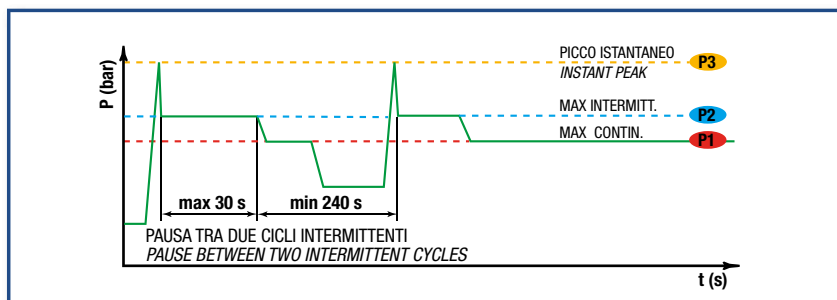 P (bar)
PICCO ISTANTANEO
INSTANT PEAK
P3
MAX INTERMITT.
P2
MAX CONTIN.
P1
max 30 s
min 240 s
PAUSA TRA DUE CICLI INTERMITTENTI
PAUSE BETWEEN TWO INTERMITTENT CYCLES
t (s)